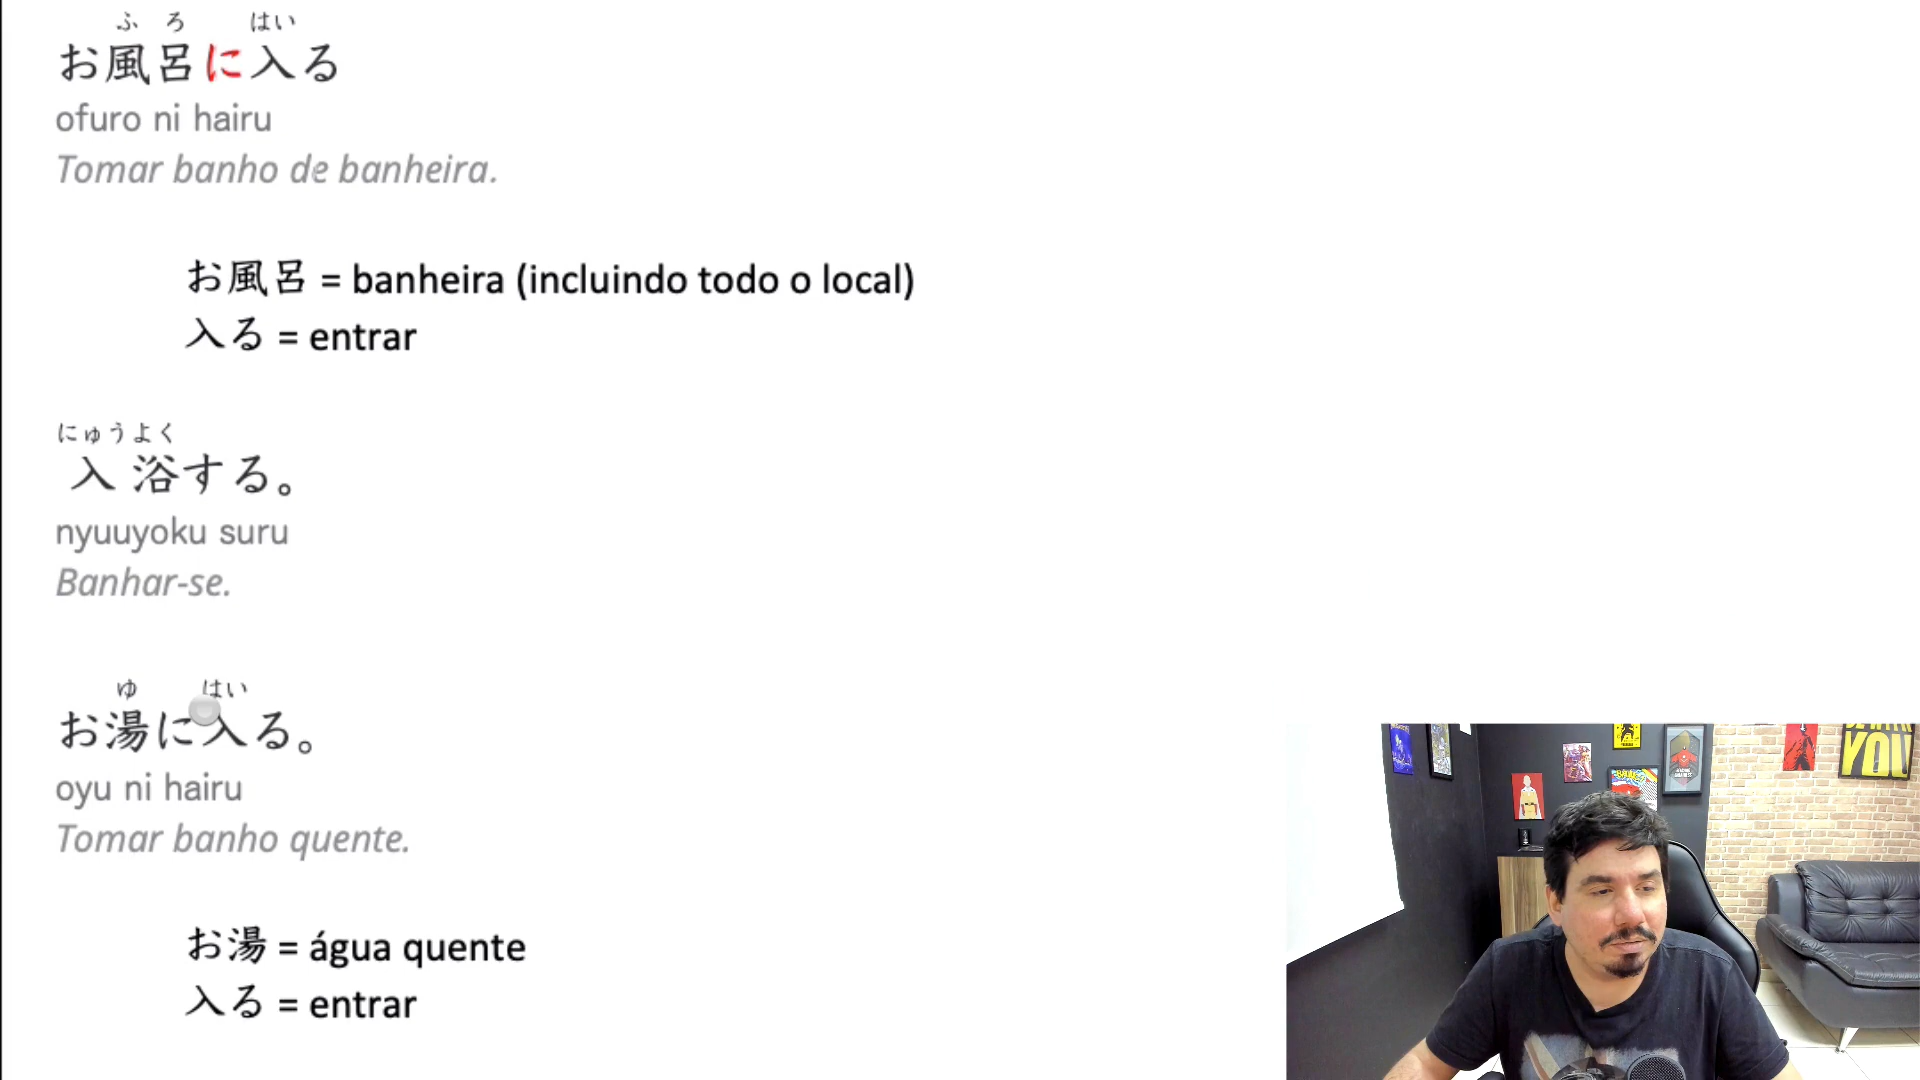 ふろ はい
お風呂に入る
ofuro ni hairu
Tomar banho de banheira.
お風呂 = banheira (incluindo todo o local)
入る = entrar
にゅうよく
入浴する。
nyuuyoku suru
Banhar-se.
ゆ はい
お湯に入る。
oyu ni hairu
Tomar banho quente.
お湯 = água quente
入る = entrar
YOU